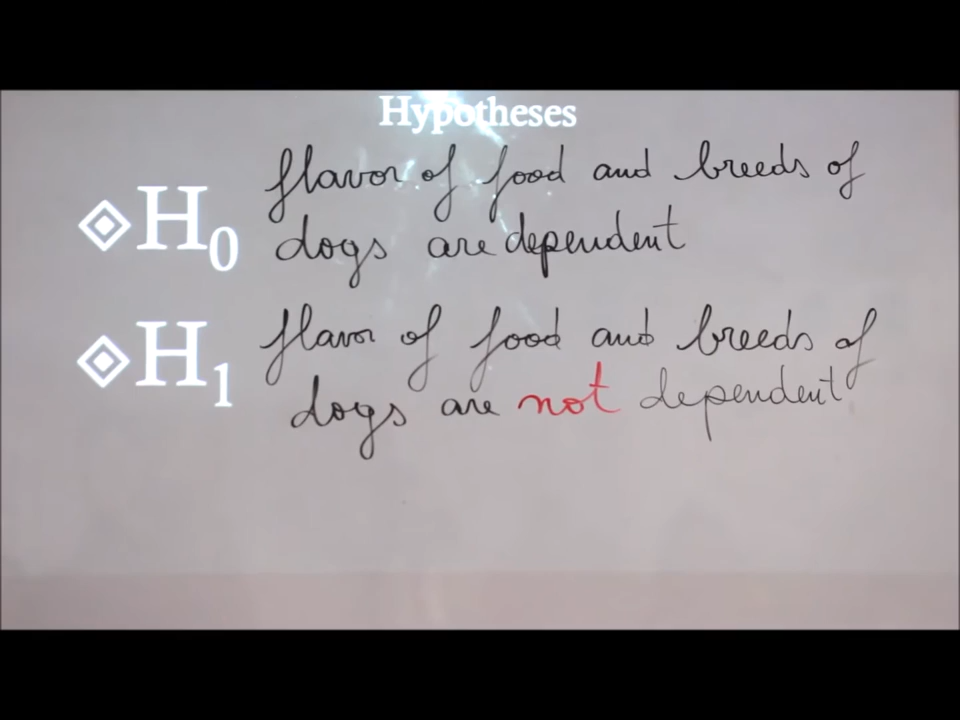 Hypotheses
flavor of food and breeds of
H0
dogs are dependent
flavor of food and breeds of
H1
dogs are not dependent